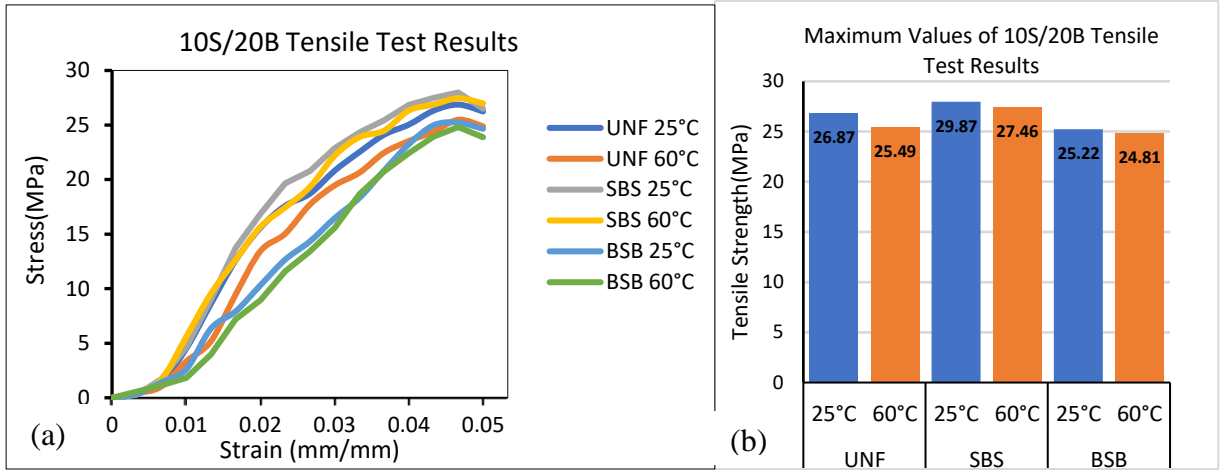 10S/20B Tensile Test Results
Stress(MPa)
30
25
20
15
10
5
0
0 0.01 0.02 0.03 0.04 0.05
Strain (mm/mm)
UNF 25°C
UNF 60°C
SBS 25°C
SBS 60°C
BSB 25°C
BSB 60°C
(a)
Maximum Values of 10S/20B Tensile
Test Results
Tensile Strength(MPa)
30
25
20
15
10
5
0
26.87 25.49 29.87 27.46 25.22 24.81
25°C 60°C 25°C 60°C 25°C 60°C
UNF SBS BSB
(b)